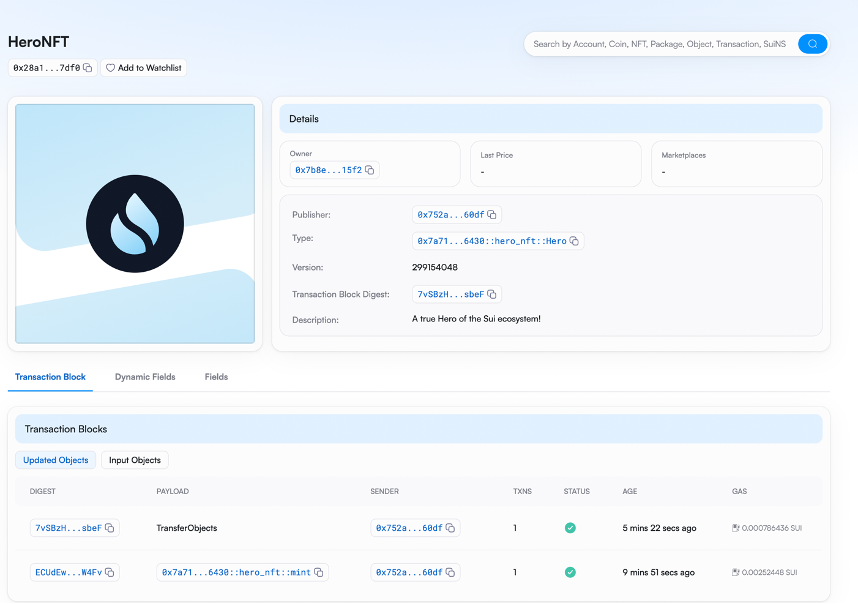 HeroNFT
Search by Account, Coin, NFT, Package, Object, Transaction, SuiNS
0x28a1...7df0 Add to Watchlist
Details
Owner
0x7b8e...15f2
Last Price
-
Marketplaces
-
Publisher: 0x752a...60df
Type: 0x7a71...6430::hero_nft::Hero
Version: 299154048
Transaction Block Digest: 7vSBzH...sbeF
Description: A true Hero of the Sui ecosystem!
Transaction Block Dynamic Fields Fields
Transaction Blocks
Updated Objects Input Objects
DIGEST PAYLOAD SENDER TXNS STATUS AGE GAS
7vSBzH...sbeF TransferObjects 0x752a...60df 1 5 mins 22 secs ago 0.000786436 SUI
ECUdEw...W4Fv 0x7a71...6430::hero_nft::mint 0x752a...60df 1 9 mins 51 secs ago 0.00252448 SUI